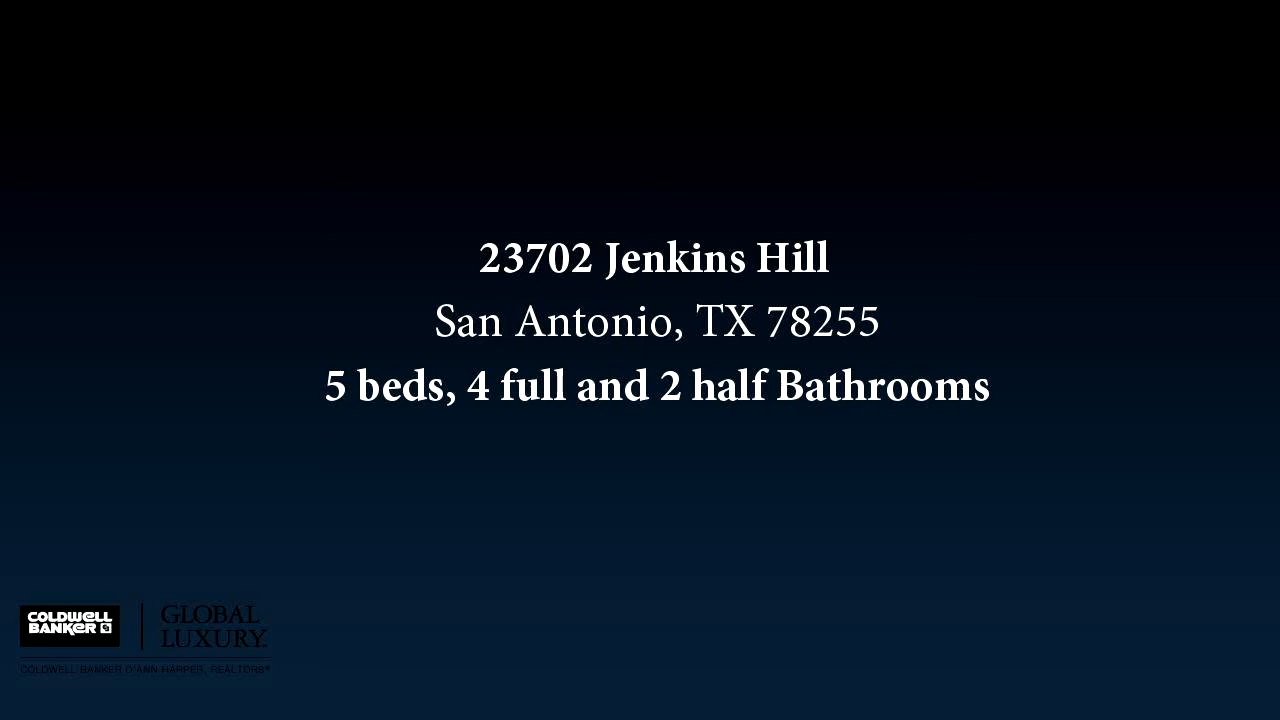 23702 Jenkins Hill
San Antonio, TX 78255
5 beds, 4 full and 2 half Bathrooms
COLDWELL
BANKER
GLOBAL
LUXURY.
COLDWELL BANKER D'ANN HARPER, REALTORS®